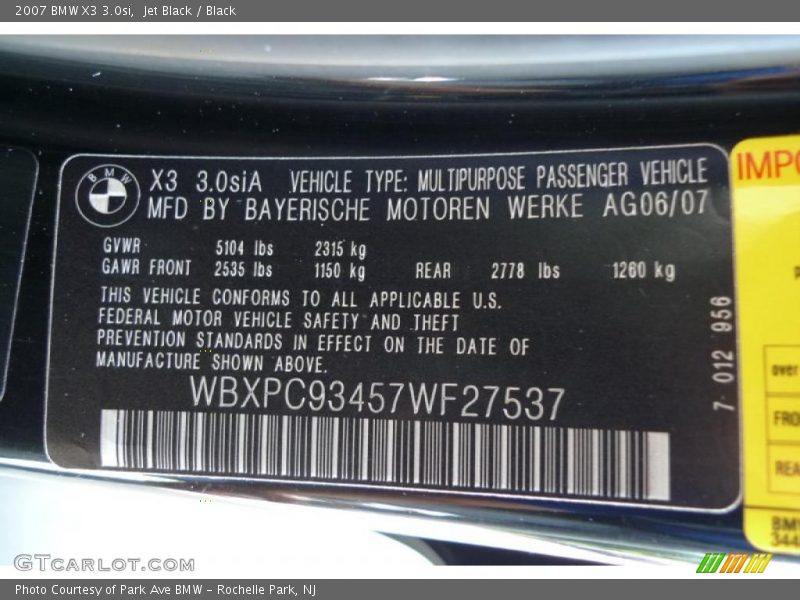 2007 BMW X3 3.0si, Jet Black / Black
BMW
X3 3.0siA VEHICLE TYPE: MULTIPURPOSE PASSENGER VEHICLE
MFD BY BAYERISCHE MOTOREN WERKE AG06/07
GVWR 5104 lbs 2315 kg
GAWR FRONT 2535 lbs 1150 kg REAR 2778 lbs 1260 kg
THIS VEHICLE CONFORMS TO ALL APPLICABLE U.S.
FEDERAL MOTOR VEHICLE SAFETY AND THEFT
PREVENTION STANDARDS IN EFFECT ON THE DATE OF
MANUFACTURE SHOWN ABOVE.
WBXPC93457WF27537
7 012 956
over
BMW
GTCARLOT.COM
Photo Courtesy of Park Ave BMW - Rochelle Park, NJ